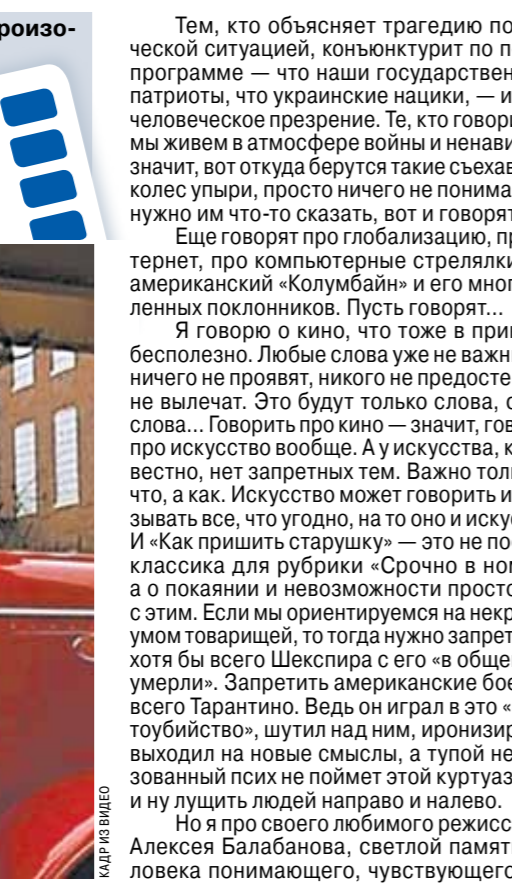 роизо-
Тем, кто объясняет трагедию по
ческой ситуацией, конъюнктурит по п
программе — что наши государствен
патриоты, что украинские нацики, — и
человеческое презрение. Те, кто говор
мы живем в атмосфере войны и ненави
значит, вот откуда берутся такие съехав
колес упыри, просто ничего не понима
нужно им что-то сказать, вот и говорят
Еще говорят про глобализацию, пр
тернет, про компьютерные стрелялки
американский «Колумбайн» и его мног
ленных поклонников. Пусть говорят...
Я говорю о кино, что тоже в при
бесполезно. Любые слова уже не важн
ничего не проявят, никого не предосте
не вылечат. Это будут только слова, с
слова... Говорить про кино — значит, гов
про искусство вообще. А у искусства, к
вестно, нет запретных тем. Важно тол
что, а как. Искусство может говорить и
зывать все, что угодно, на то оно и иску
И «Как пришить старушку» — это не по
классика для рубрики «Срочно в ном
а о покаянии и невозможности просто
с этим. Если мы ориентируемся на некр
умом товарищей, то тогда нужно запрет
хотя бы всего Шекспира с его «в обще
умерли». Запретить американские бое
всего Тарантино. Ведь он играл в это «
тоубийство», шутил над ним, иронизир
выходил на новые смыслы, а тупой не
зованный псих не поймет этой куртуаз
и ну лущить людей направо и налево.
Но я про своего любимого режисс
Алексея Балабанова, светлой памят
ловека понимающего, чувствующего
КАДР ИЗ ВИДЕО